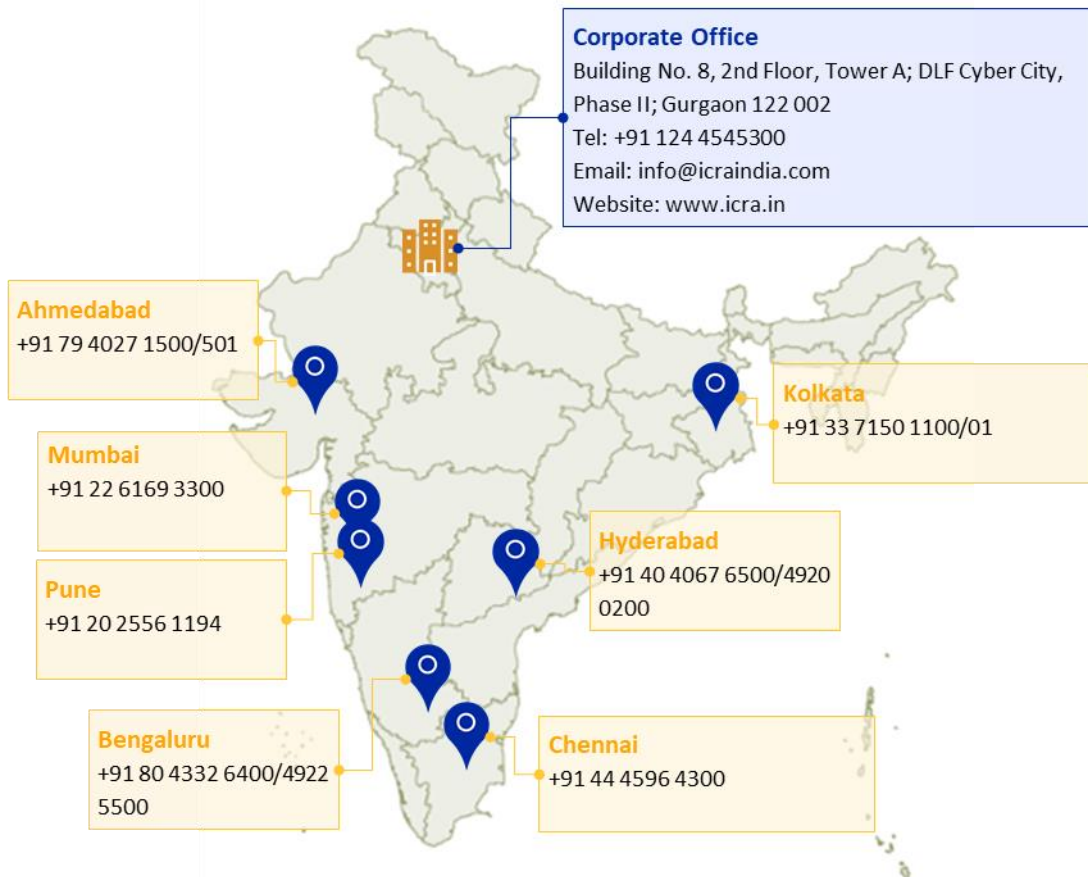 Corporate Office
Building No. 8, 2nd Floor, Tower A; DLF Cyber City,
Phase II; Gurgaon 122 002
Tel: +91 124 4545300
Email: info@icraindia.com
Website: www.icra.in
Ahmedabad
+91 79 4027 1500/501
Kolkata
+91 33 7150 1100/01
Mumbai
+91 22 6169 3300
Hyderabad
+91 40 4067 6500/4920
0200
Pune
+91 20 2556 1194
Bengaluru
+91 80 4332 6400/4922
5500
Chennai
+91 44 4596 4300